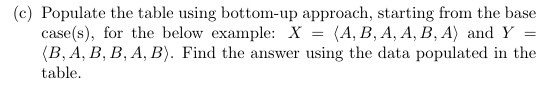 (c) Populate the table using bottom-up approach, starting from the base
case(s), for the below example: X = ⟨A, B, A, A, B, A⟩ and Y =
⟨B, A, B, B, A, B⟩. Find the answer using the data populated in the
table.